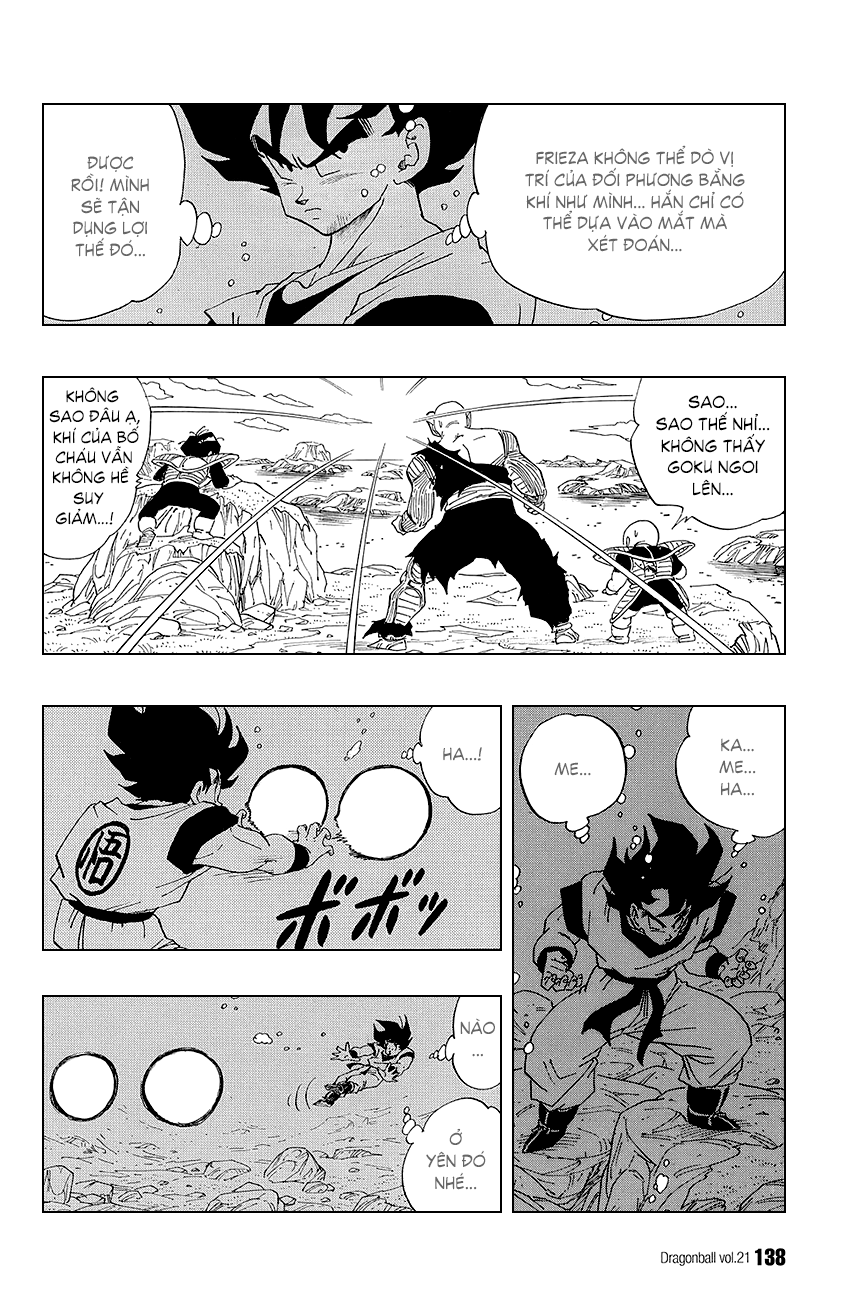 FRIEZA KHÔNG THỂ DÒ VỊ
TRÍ CỦA ĐỐI PHƯƠNG BẰNG
KHÍ NHƯ MÌNH... HẮN CHỈ CÓ
THỂ DỰA VÀO MẮT MÀ
XÉT ĐOÁN...
ĐƯỢC
RỒI! MÌNH
SẼ TẬN
DỤNG LỢI
THẾ ĐÓ...
SAO...
SAO THẾ NHỈ...
KHÔNG THẤY
GOKU NGOI
LÊN...
KHÔNG
SAO ĐÂU Ạ,
KHÍ CỦA BỐ
CHÁU VẪN
KHÔNG HỀ
SUY
GIẢM...!
KA...
ME...
HA...
ME...
HA...!
悟
ボボッ
NÀO
...
Ở
YÊN ĐÓ
NHÉ...
Dragonball vol.21 138